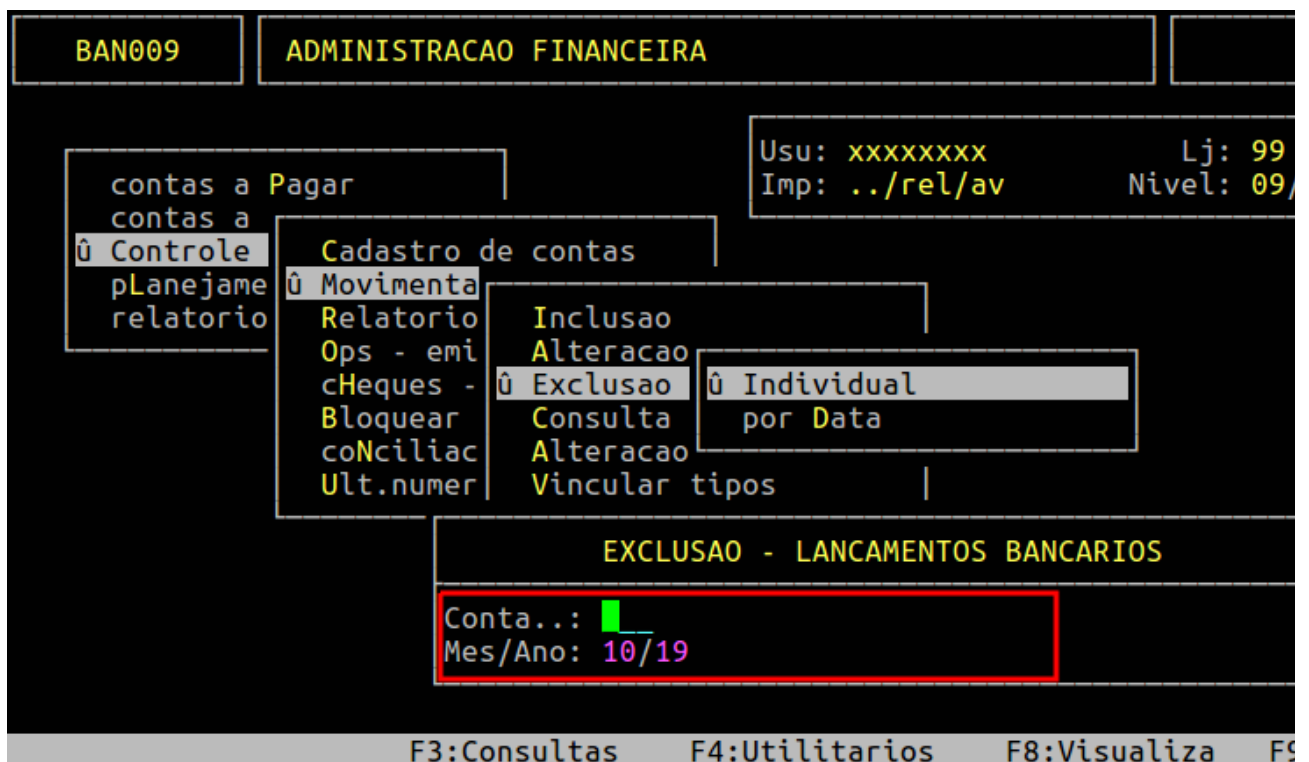 BAN009 ADMINISTRACAO FINANCEIRA
Usu: xxxxxxxx Lj: 99
Imp: ../rel/av Nivel: 09/
contas a Pagar
contas a
û Controle
pLanejame
relatorio
Cadastro de contas
û Movimenta
Relatorio
Ops - emi
cHeques -
Bloquear
coNciliac
Ult.numer
Inclusao
Alteracao
û Exclusao
Consulta
Alteracao
Vincular tipos
û Individual
por Data
EXCLUSAO - LANCAMENTOS BANCARIOS
Conta..: __
Mes/Ano: 10/19
F3:Consultas F4:Utilitarios F8:Visualiza F9